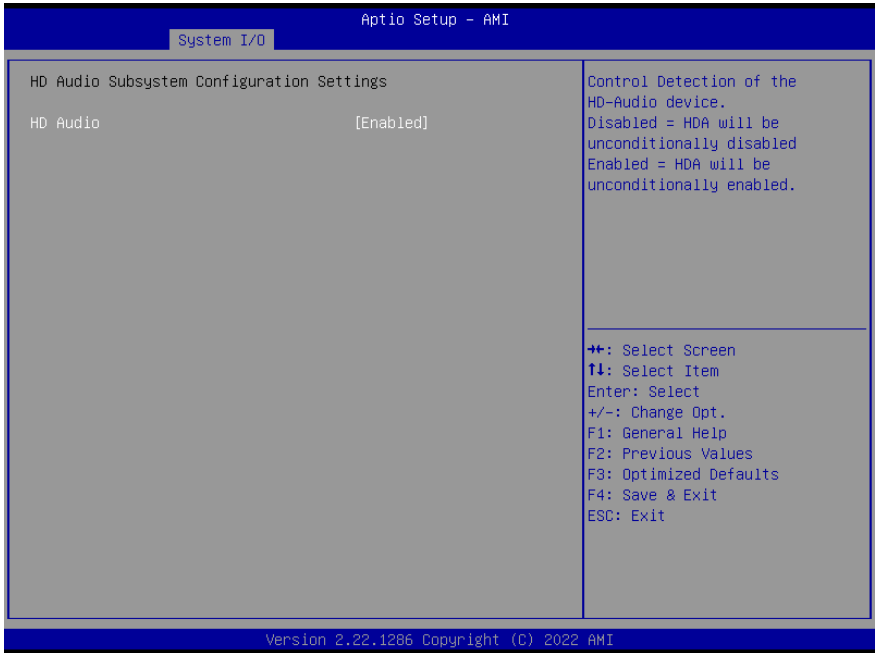 Aptio Setup – AMI
System I/O
HD Audio Subsystem Configuration Settings
HD Audio [Enabled]
Control Detection of the
HD-Audio device.
Disabled = HDA will be
unconditionally disabled
Enabled = HDA will be
unconditionally enabled.
→←: Select Screen
↑↓: Select Item
Enter: Select
+/-: Change Opt.
F1: General Help
F2: Previous Values
F3: Optimized Defaults
F4: Save & Exit
ESC: Exit
Version 2.22.1286 Copyright (C) 2022 AMI